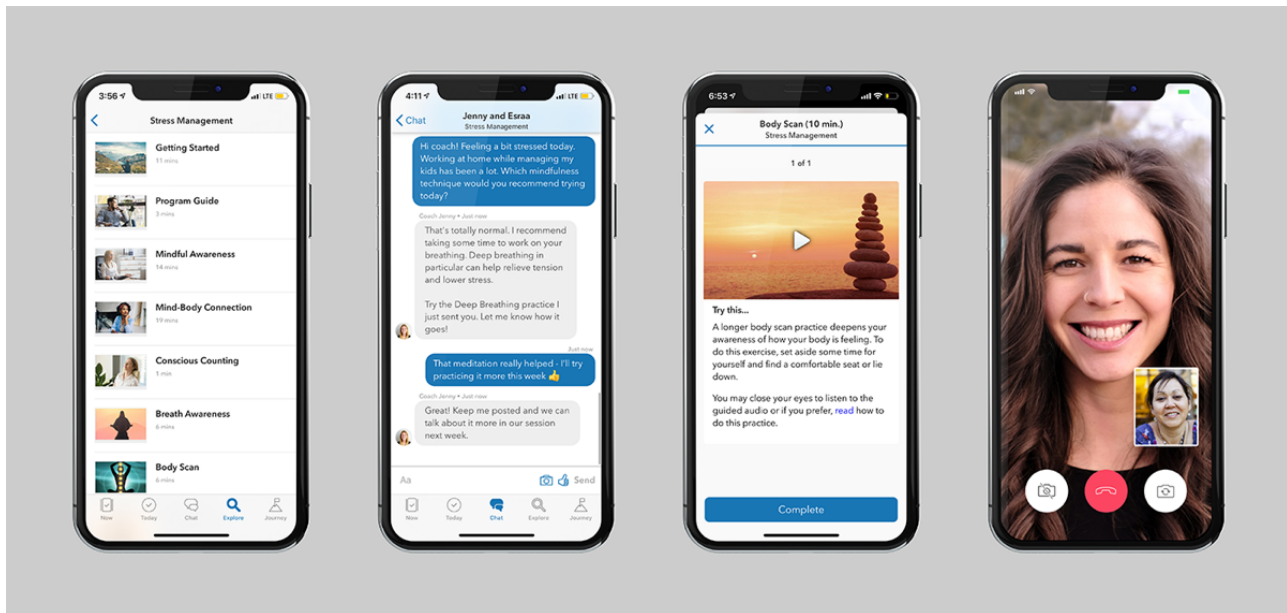 3:56
LTE
Stress Management
Getting Started
11 mins
Program Guide
3 mins
Mindful Awareness
14 mins
Mind-Body Connection
19 mins
Conscious Counting
1 min
Breath Awareness
6 mins
Body Scan
6 mins
Now
Today
Chat
Explore
Journey
4:11
LTE
Chat
Jenny and Esraa
Stress Management
Hi coach! Feeling a bit stressed today.
Working at home while managing my
kids has been a lot. Which mindfulness
technique would you recommend trying
today?
Coach Jenny • Just now
That's totally normal. I recommend
taking some time to work on your
breathing. Deep breathing in
particular can help relieve tension
and lower stress.
Try the Deep Breathing practice I
just sent you. Let me know how it
goes!
Just now
That meditation really helped - I'll try
practicing it more this week 👍
Coach Jenny • Just now
Great! Keep me posted and we can
talk about it more in our session
next week.
Aa
Send
Now
Today
Chat
Explore
Journey
6:53
Body Scan (10 min.)
Stress Management
1 of 1
Try this...
A longer body scan practice deepens your
awareness of how your body is feeling. To
do this exercise, set aside some time for
yourself and find a comfortable seat or lie
down.
You may close your eyes to listen to the
guided audio or if you prefer, read how to
do this practice.
Complete